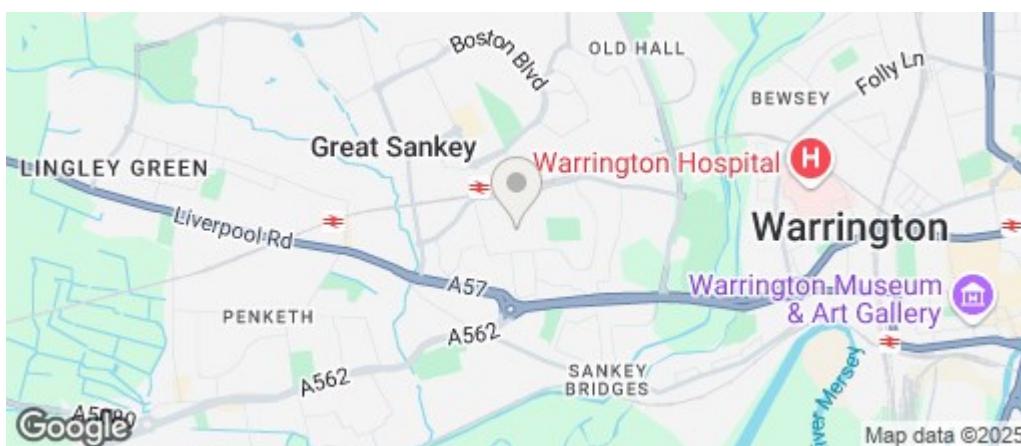 OLD HALL
Boston Blvd
Folly Ln
BEWSEY
Great Sankey
Warrington Hospital
H
LINGLEY GREEN
Liverpool Rd
Warrington
A57
Warrington Museum
& Art Gallery
PENKETH
A562
SANKEY
BRIDGES
A562
River Mersey
Google
Map data ©2025